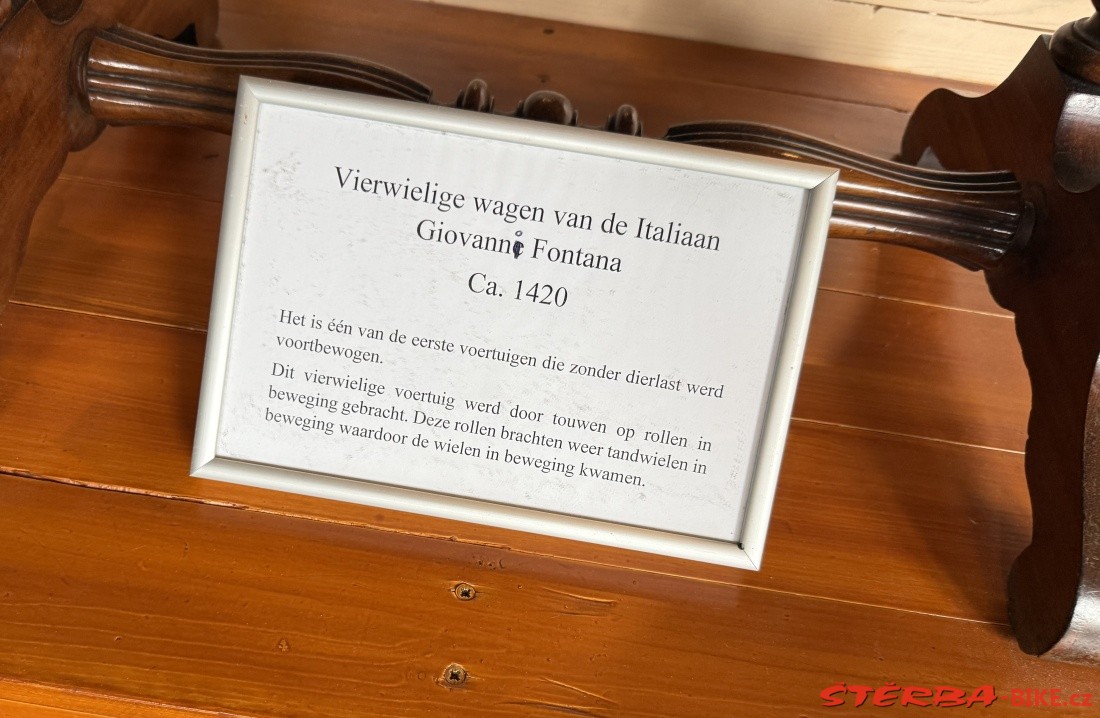 Vierwielige wagen van de Italiaan
Giovanni Fontana
Ca. 1420
Het is één van de eerste voertuigen die zonder dierlast werd
voortbewogen.
Dit vierwielige voertuig werd door touwen op rollen in
beweging gebracht. Deze rollen brachten weer tandwielen in
beweging waardoor de wielen in beweging kwamen.
ŠTĚRBA-BIKE.cz